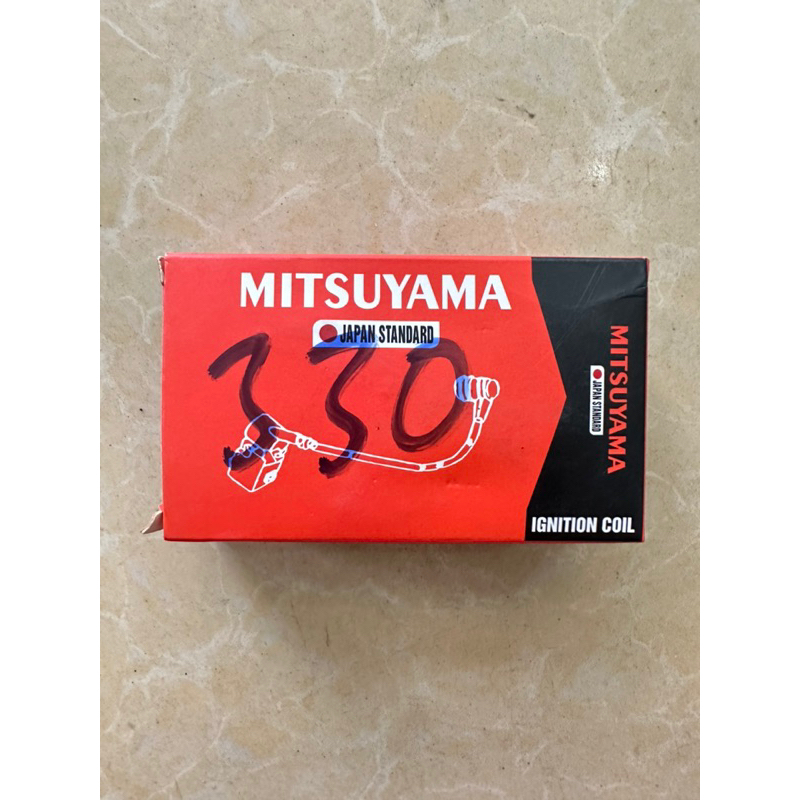 MITSUYAMA
JAPAN STANDARD
330
MITSUYAMA
JAPAN STANDARD
IGNITION COIL